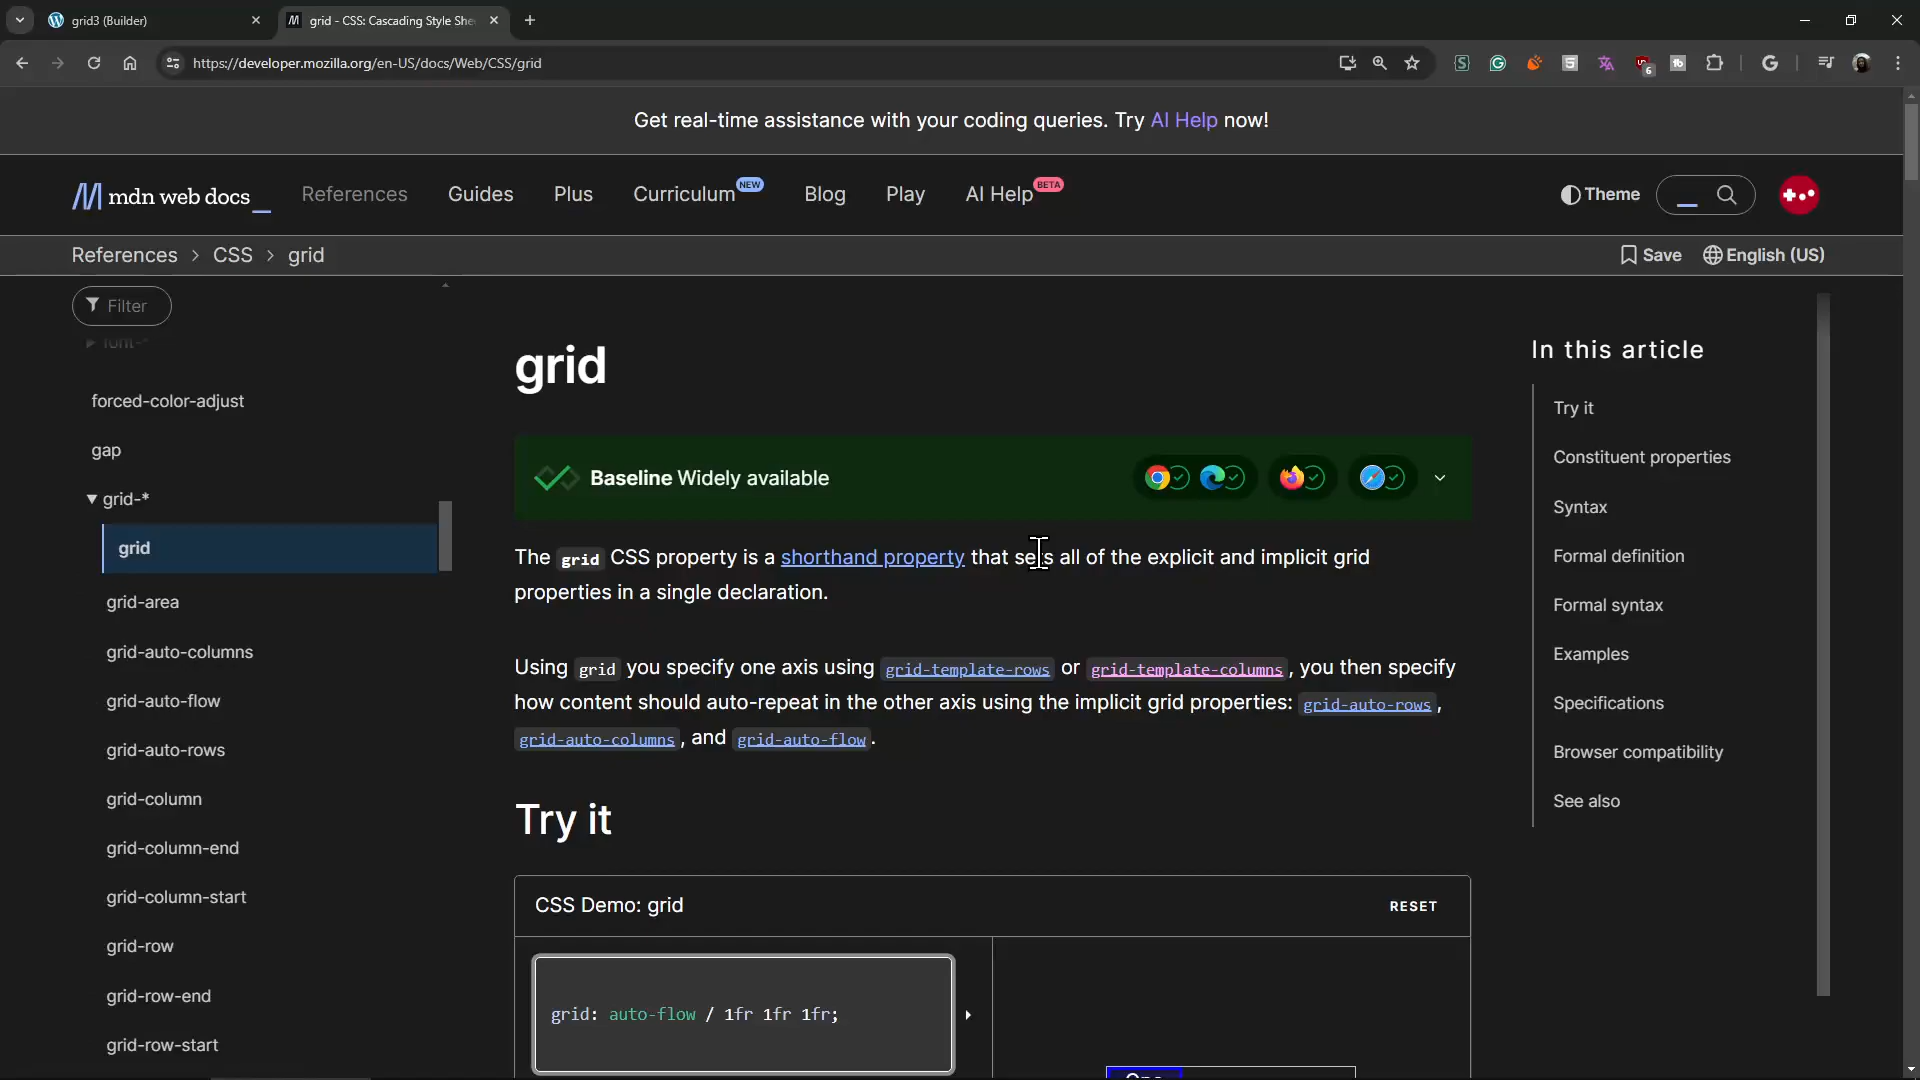 grid3 (Builder)
grid - CSS: Cascading Style She
https://developer.mozilla.org/en-US/docs/Web/CSS/grid
6
Get real-time assistance with your coding queries. Try AI Help now!
mdn web docs_
References
Guides
Plus
Curriculum NEW
Blog
Play
AI Help BETA
Theme
References > CSS > grid
Save
English (US)
Filter
font-*
forced-color-adjust
gap
grid-*
grid
grid-area
grid-auto-columns
grid-auto-flow
grid-auto-rows
grid-column
grid-column-end
grid-column-start
grid-row
grid-row-end
grid-row-start
grid
Baseline Widely available
The grid CSS property is a shorthand property that sets all of the explicit and implicit grid
properties in a single declaration.
Using grid you specify one axis using grid-template-rows or grid-template-columns, you then specify
how content should auto-repeat in the other axis using the implicit grid properties: grid-auto-rows,
grid-auto-columns, and grid-auto-flow.
Try it
CSS Demo: grid
RESET
grid: auto-flow / 1fr 1fr 1fr;
One
In this article
Try it
Constituent properties
Syntax
Formal definition
Formal syntax
Examples
Specifications
Browser compatibility
See also